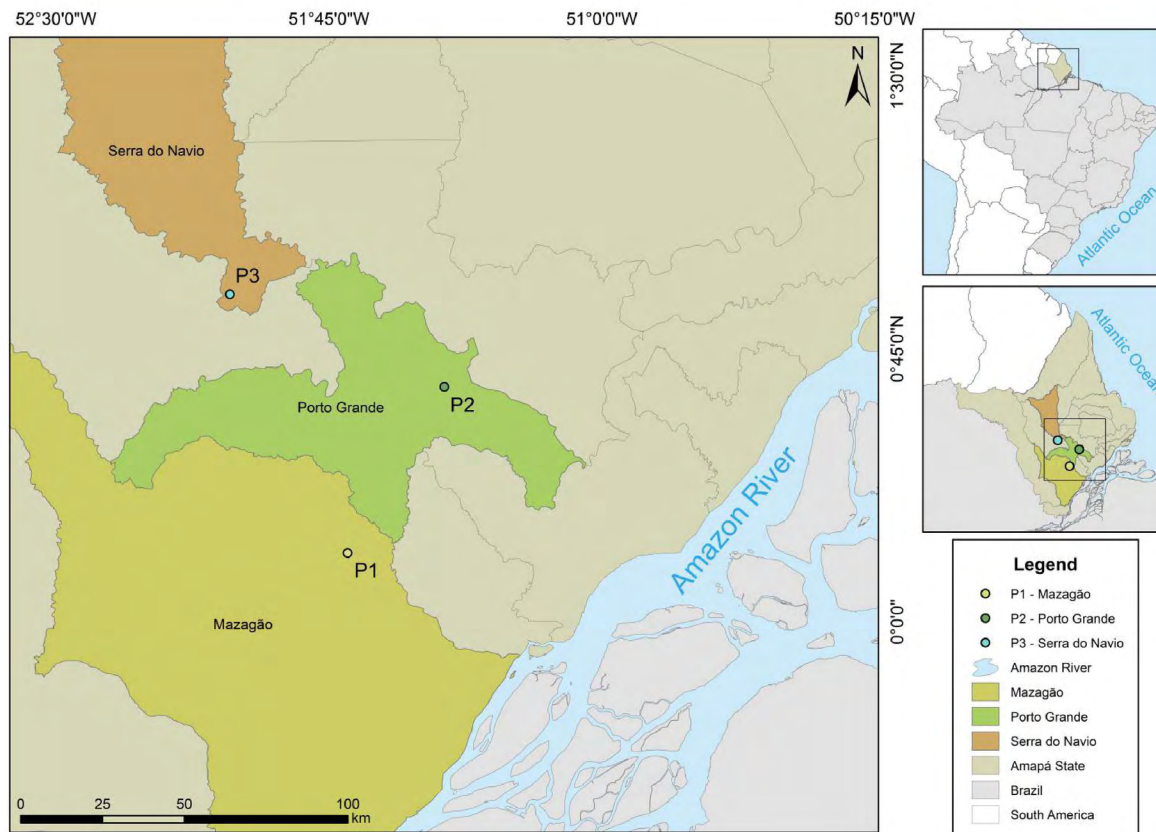 52°30'0"W 51°45'0"W 51°0'0"W 50°15'0"W
N
1°30'0"N
0°45'0"N
0°0'0"
Serra do Navio
P3
Porto Grande
P2
P1
Mazagão
Amazon River
0 25 50 100
km
Atlantic Ocean
Atlantic Ocean
Legend
P1 - Mazagão
P2 - Porto Grande
P3 - Serra do Navio
Amazon River
Mazagão
Porto Grande
Serra do Navio
Amapá State
Brazil
South America